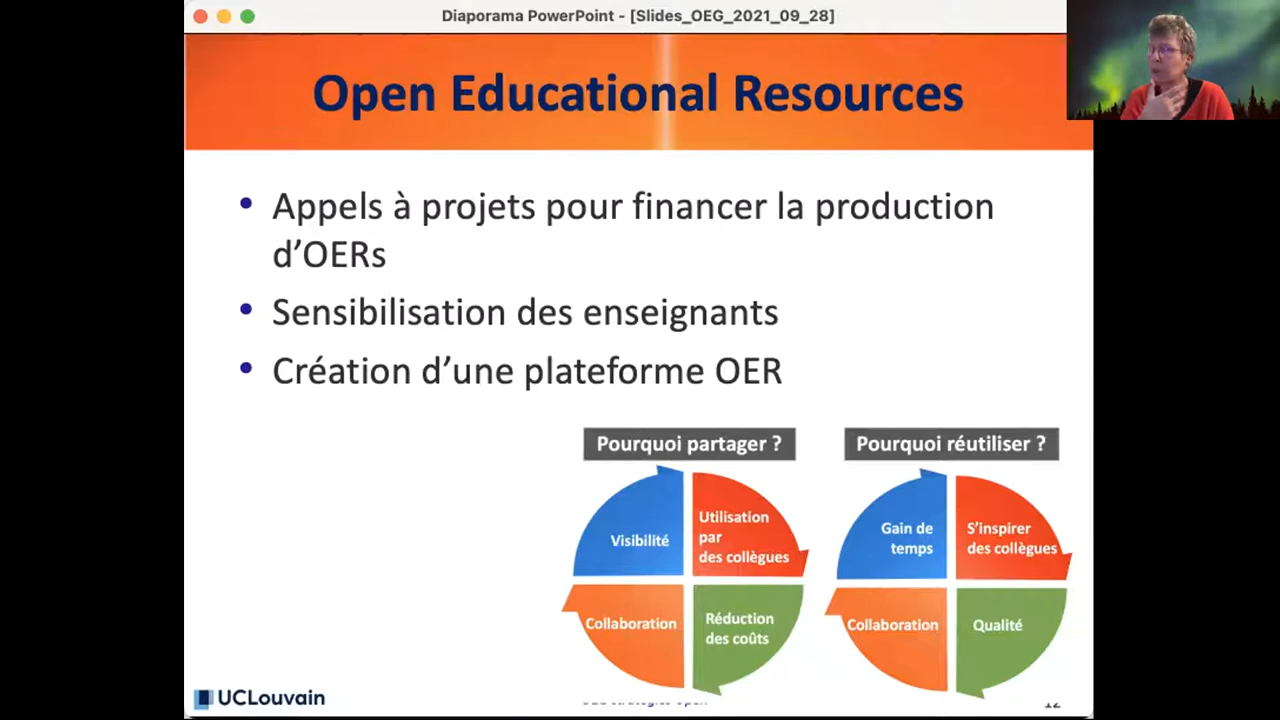 Diaporama PowerPoint - [Slides_OEG_2021_09_28]
Open Educational Resources
• Appels à projets pour financer la production
d’OERs
• Sensibilisation des enseignants
• Création d’une plateforme OER
Pourquoi partager ?
Visibilité
Utilisation
par
des collègues
Collaboration
Réduction
des coûts
Pourquoi réutiliser ?
Gain de
temps
S’inspirer
des collègues
Collaboration
Qualité
UCLouvain
12